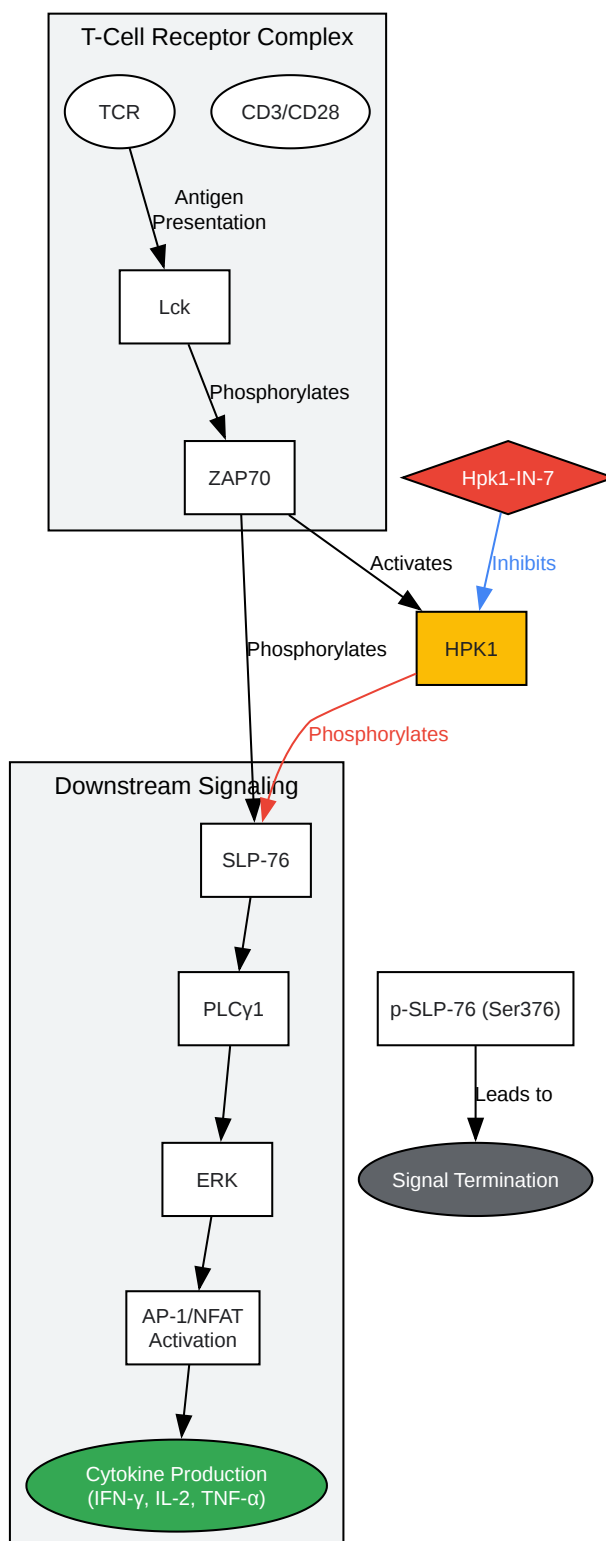 T-Cell Receptor Complex
TCR
CD3/CD28
Antigen
Presentation
Lck
Phosphorylates
ZAP70
Hpk1-IN-7
Activates
Inhibits
HPK1
Phosphorylates
Phosphorylates
Downstream Signaling
SLP-76
PLCγ1
p-SLP-76 (Ser376)
Leads to
ERK
Signal Termination
AP-1/NFAT
Activation
Cytokine Production
(IFN-γ, IL-2, TNF-α)